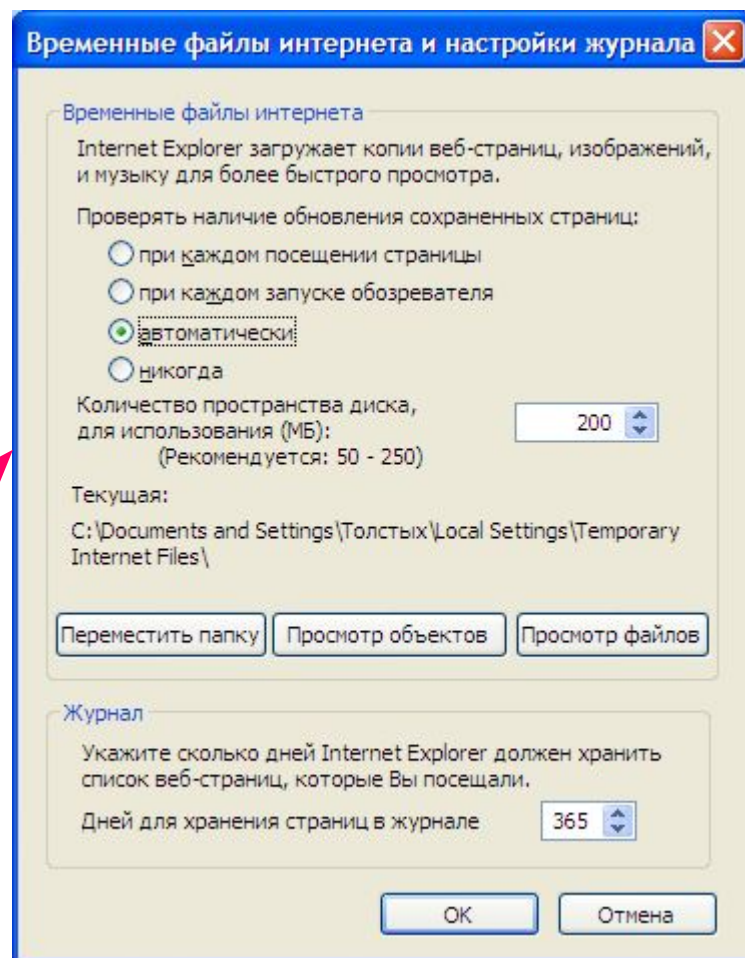 Временные файлы интернета и настройки журнала
Временные файлы интернета
Internet Explorer загружает копии веб-страниц, изображений,
и музыку для более быстрого просмотра.
Проверять наличие обновления сохраненных страниц:
при каждом посещении страницы
при каждом запуске обозревателя
автоматически
никогда
Количество пространства диска,
для использования (МБ):
200
(Рекомендуется: 50 - 250)
Текущая:
C:\Documents and Settings\Толстых\Local Settings\Temporary
Internet Files\
Переместить папку Просмотр объектов Просмотр файлов
Журнал
Укажите сколько дней Internet Explorer должен хранить
список веб-страниц, которые Вы посещали.
Дней для хранения страниц в журнале 365
ОК Отмена